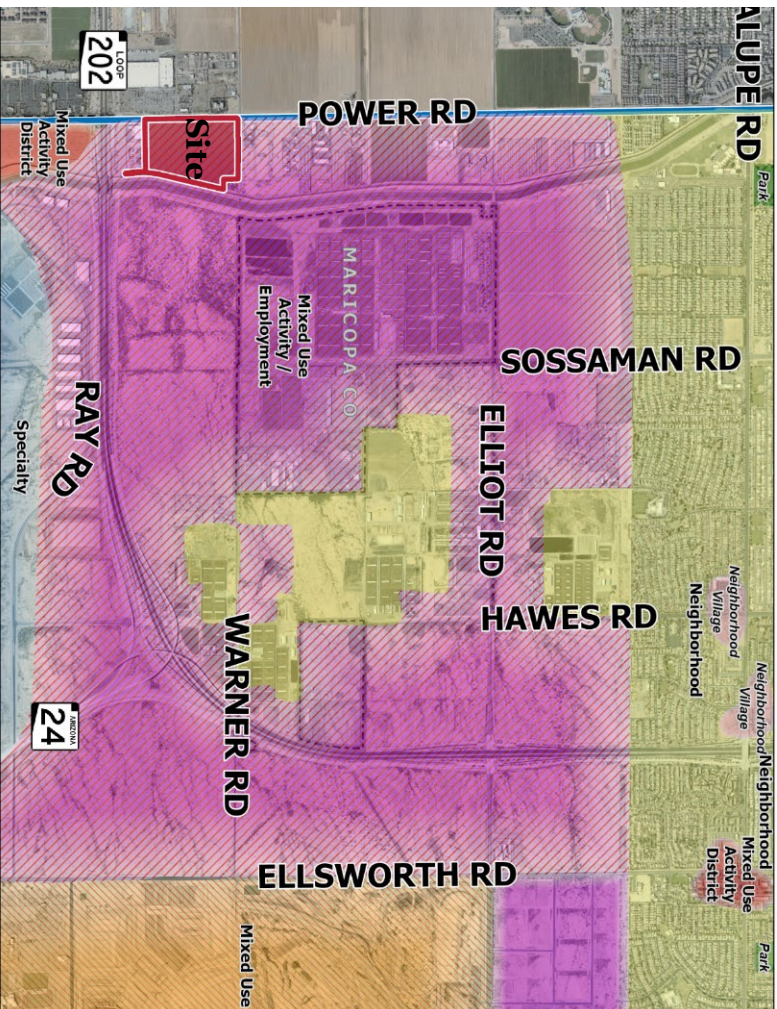 ALUPE RD
Park
LOOP
202
POWER RD
Site
Mixed Use
Activity
District
MARICOPA CO
Mixed Use
Activity /
Employment
SOSSAMAN RD
ELLIOT RD
RAY RD
Specialty
HAWES RD
Neighborhood
Village
Neighborhood
Neighborhood
Village
Neighborhood
WARNER RD
ARIZONA
24
Mixed Use
Activity
District
ELLSWORTH RD
Mixed Use
Park